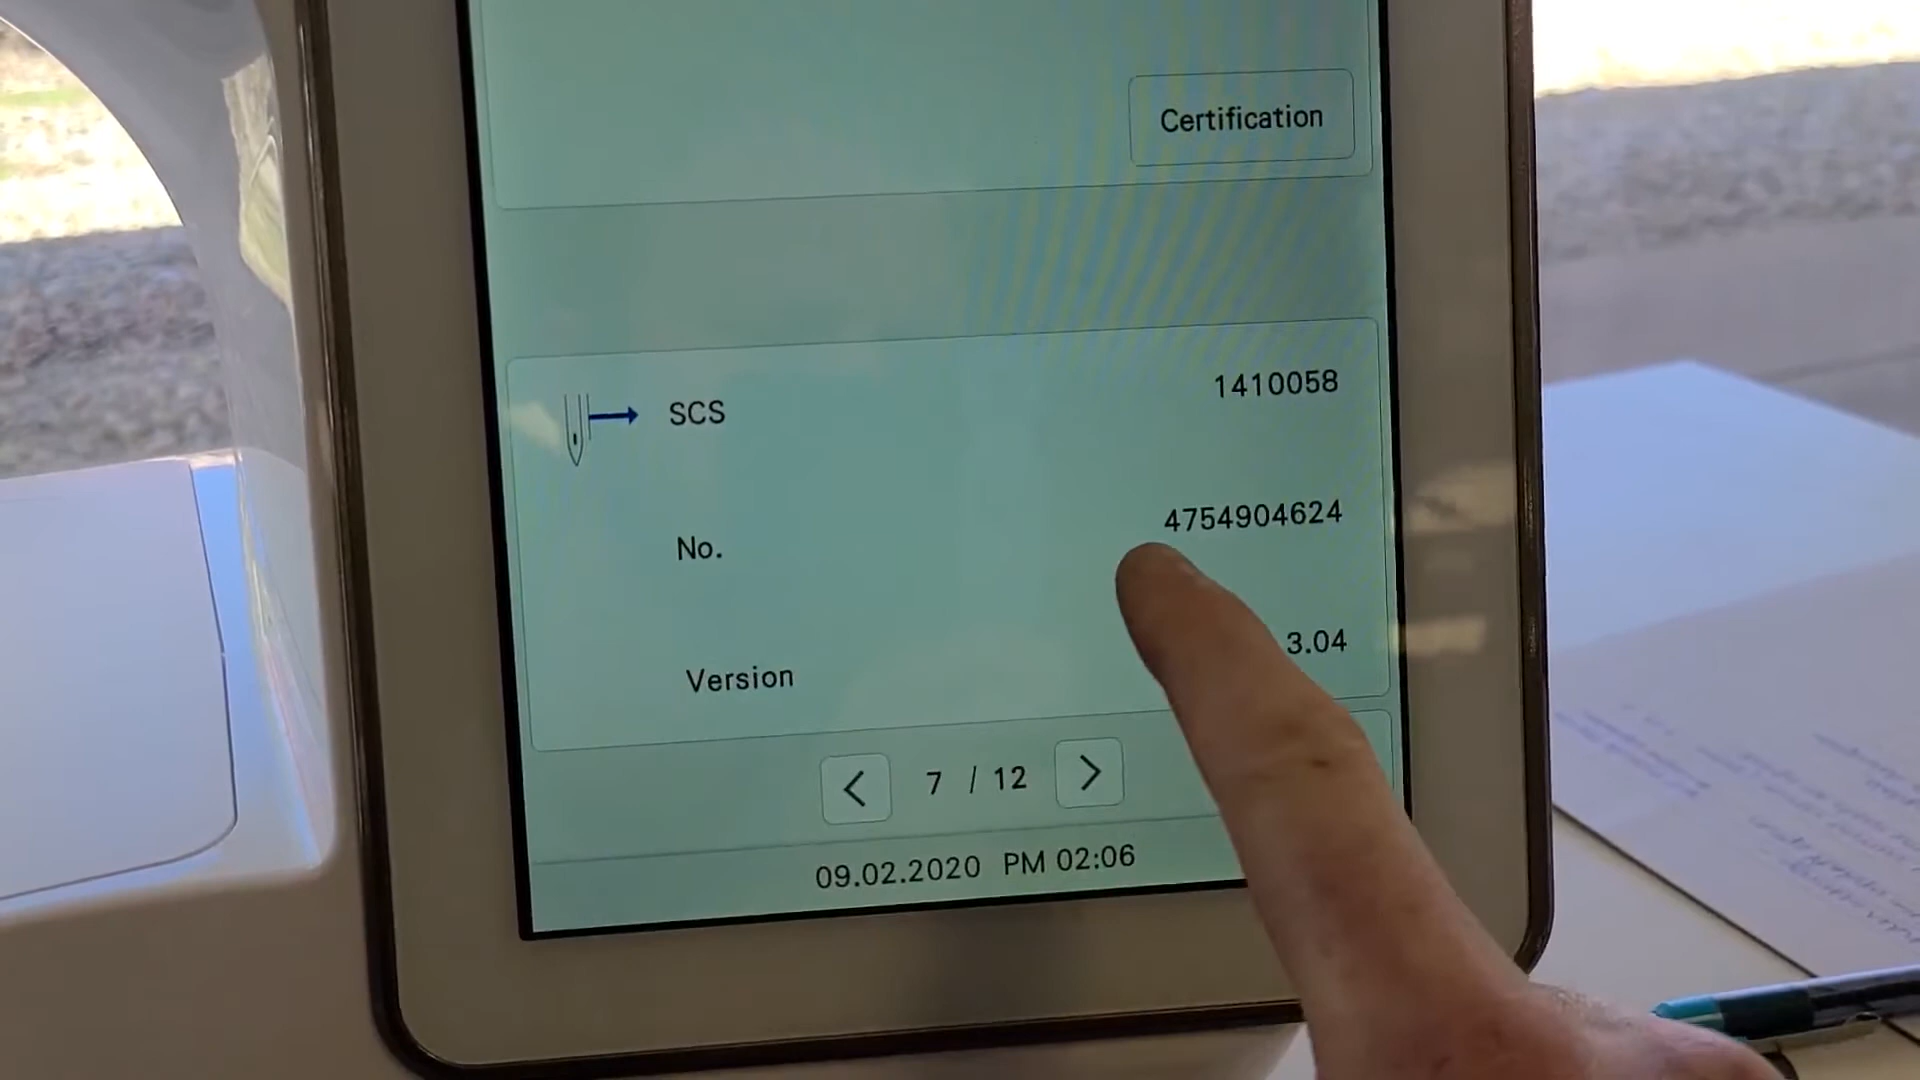 Certification
SCS 1410058
No. 4754904624
Version 3.04
7 / 12
09.02.2020 PM 02:06